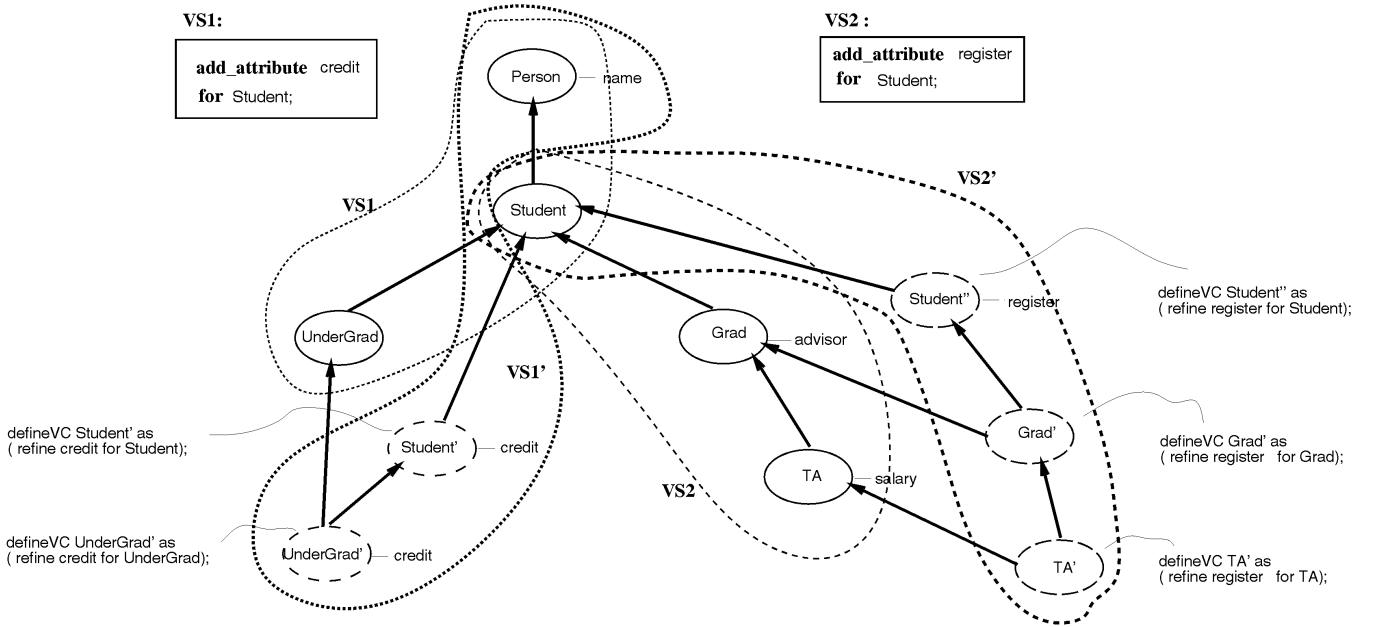 VS1:
VS2 :
add_attribute credit
for Student;
add_attribute register
for Student;
Person
name
VS2’
VS1
Student
Student’’
register
defineVC Student’’ as
( refine register for Student);
UnderGrad
Grad
advisor
VS1’
defineVC Student’ as
( refine credit for Student);
Student’
credit
Grad’
defineVC Grad’ as
( refine register for Grad);
VS2
TA
salary
defineVC UnderGrad’ as
( refine credit for UnderGrad);
UnderGrad’
credit
TA’
defineVC TA’ as
( refine register for TA);